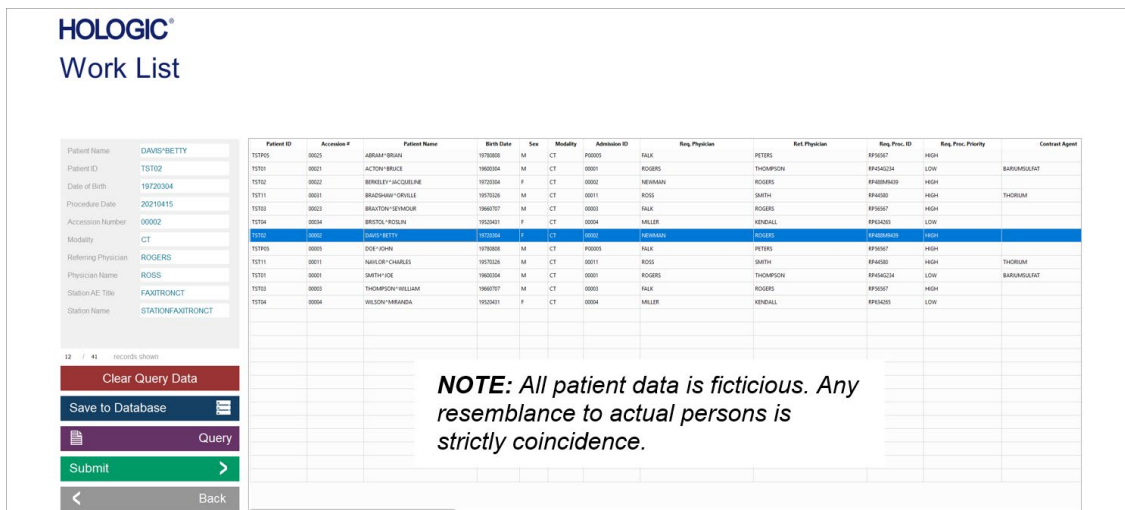 HOLOGIC®
Work List
Patient Name DAVIS^BETTY
Patient ID TST02
Date of Birth 19720304
Procedure Date 20210415
Accession Number 00002
Modality CT
Referring Physician ROGERS
Physician Name ROSS
Station AE Title FAXITRONCT
Station Name STATIONFAXITRONCT
12 / 41 records shown
Clear Query Data
Save to Database
Query
Submit
Back
Patient ID Accession # Patient Name Birth Date Sex Modality Admission ID Req. Physician Ref. Physician Req. Proc. ID Req. Proc. Priority Contrast Agent
TSTP05 00025 ABRAM^BRIAN 19780808 M CT P00005 FALK PETERS RP56567 HIGH
TST01 00021 ACTON^BRUCE 19600304 M CT 00001 ROGERS THOMPSON RP454G234 LOW BARIUMSULFAT
TST02 00022 BERKELEY^JACQUELINE 19720304 F CT 00002 NEWMAN ROGERS RP488M9439 HIGH
TST11 00031 BRADSHAW^ORVILLE 19570326 M CT 00011 ROSS SMITH RP44580 HIGH THORIUM
TST03 00023 BRAXTON^SEYMOUR 19660707 M CT 00003 FALK ROGERS RP56567 HIGH
TST04 00034 BRISTOL^ROSLIN 19520431 F CT 00004 MILLER KENDALL RP634265 LOW
TST02 00002 DAVIS^BETTY 19720304 F CT 00002 NEWMAN ROGERS RP488M9439 HIGH
TSTP05 00005 DOE^JOHN 19780808 M CT P00005 FALK PETERS RP56567 HIGH
TST11 00011 NAYLOR^CHARLES 19570326 M CT 00011 ROSS SMITH RP44580 HIGH THORIUM
TST01 00001 SMITH^JOE 19600304 M CT 00001 ROGERS THOMPSON RP454G234 LOW BARIUMSULFAT
TST03 00003 THOMPSON^WILLIAM 19660707 M CT 00003 FALK ROGERS RP56567 HIGH
TST04 00004 WILSON^MIRANDA 19520431 F CT 00004 MILLER KENDALL RP634265 LOW
NOTE: All patient data is ficticious. Any
resemblance to actual persons is
strictly coincidence.